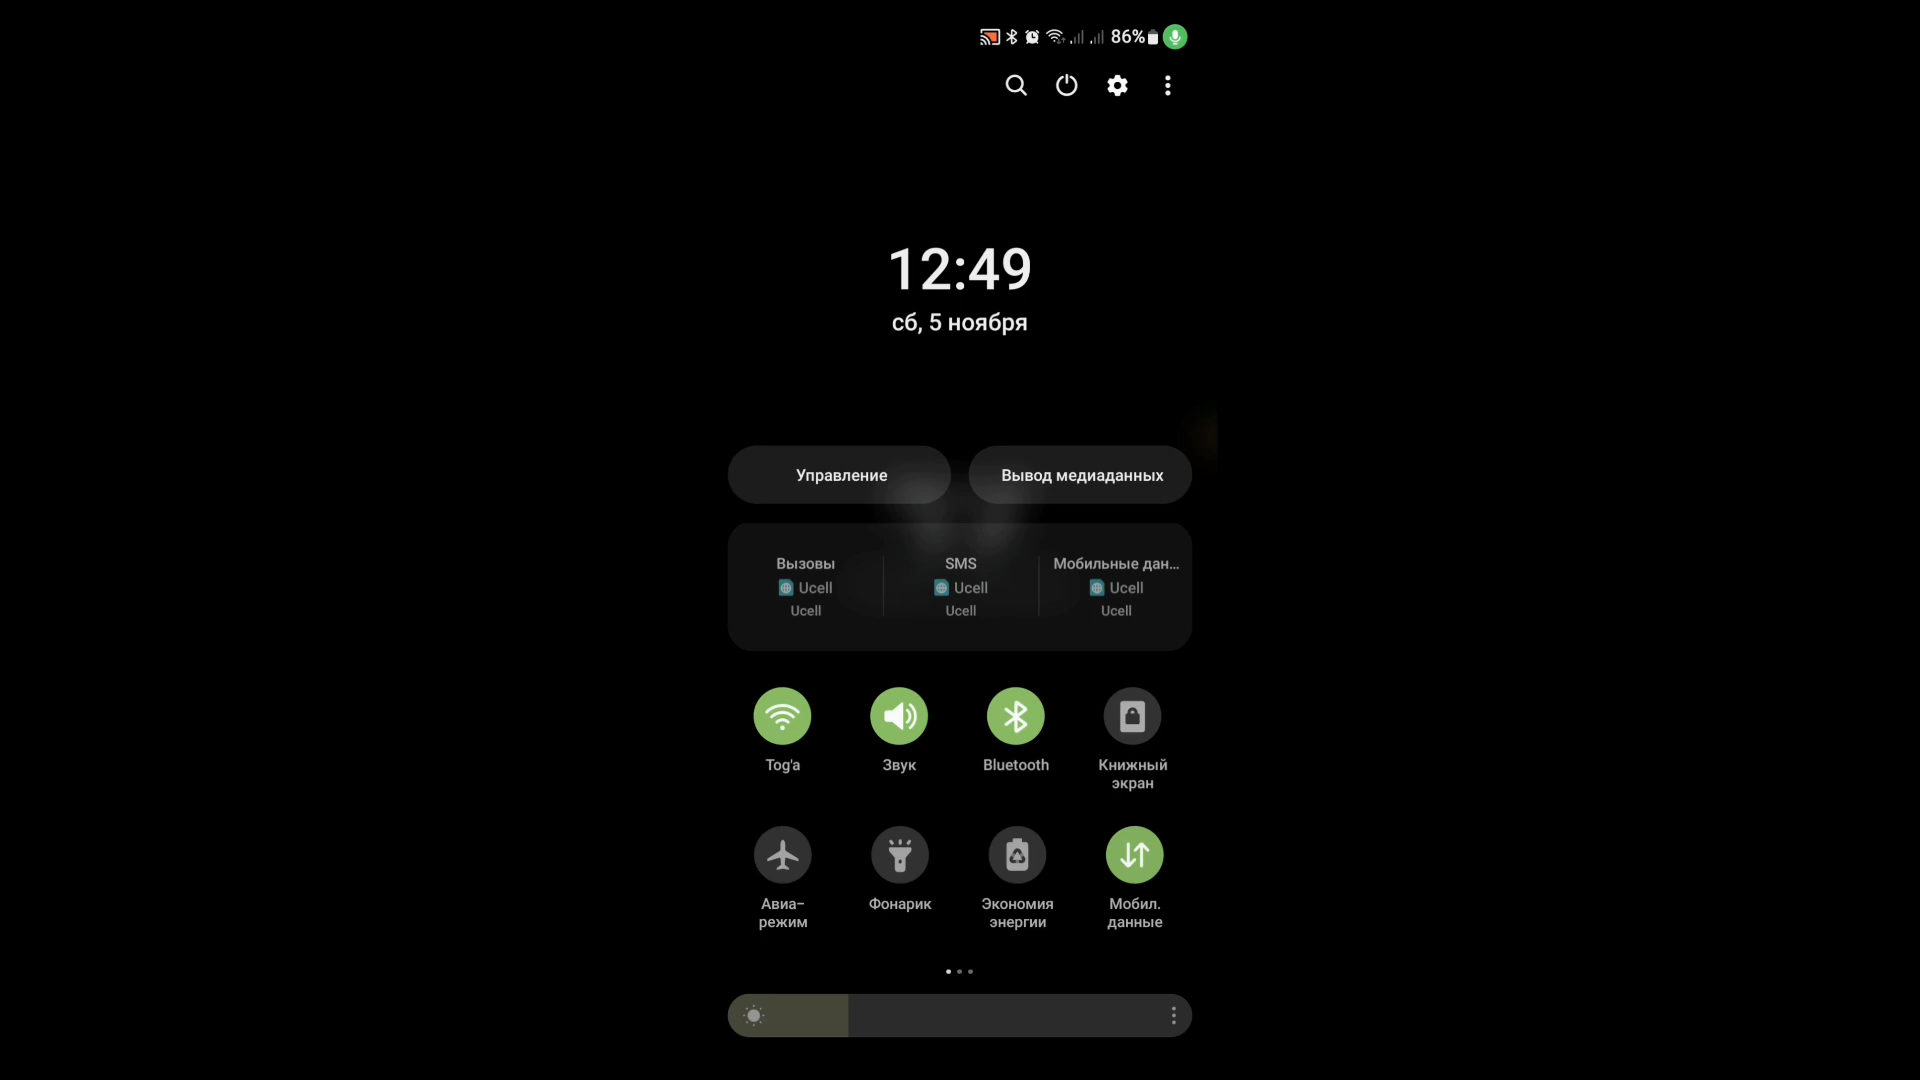 86%
12:49
сб, 5 ноября
Управление
Вывод медиаданных
Вызовы
Ucell
Ucell
SMS
Ucell
Ucell
Мобильные дан...
Ucell
Ucell
Tog'a
Звук
Bluetooth
Книжный
экран
Авиа-
режим
Фонарик
Экономия
энергии
Мобил.
данные